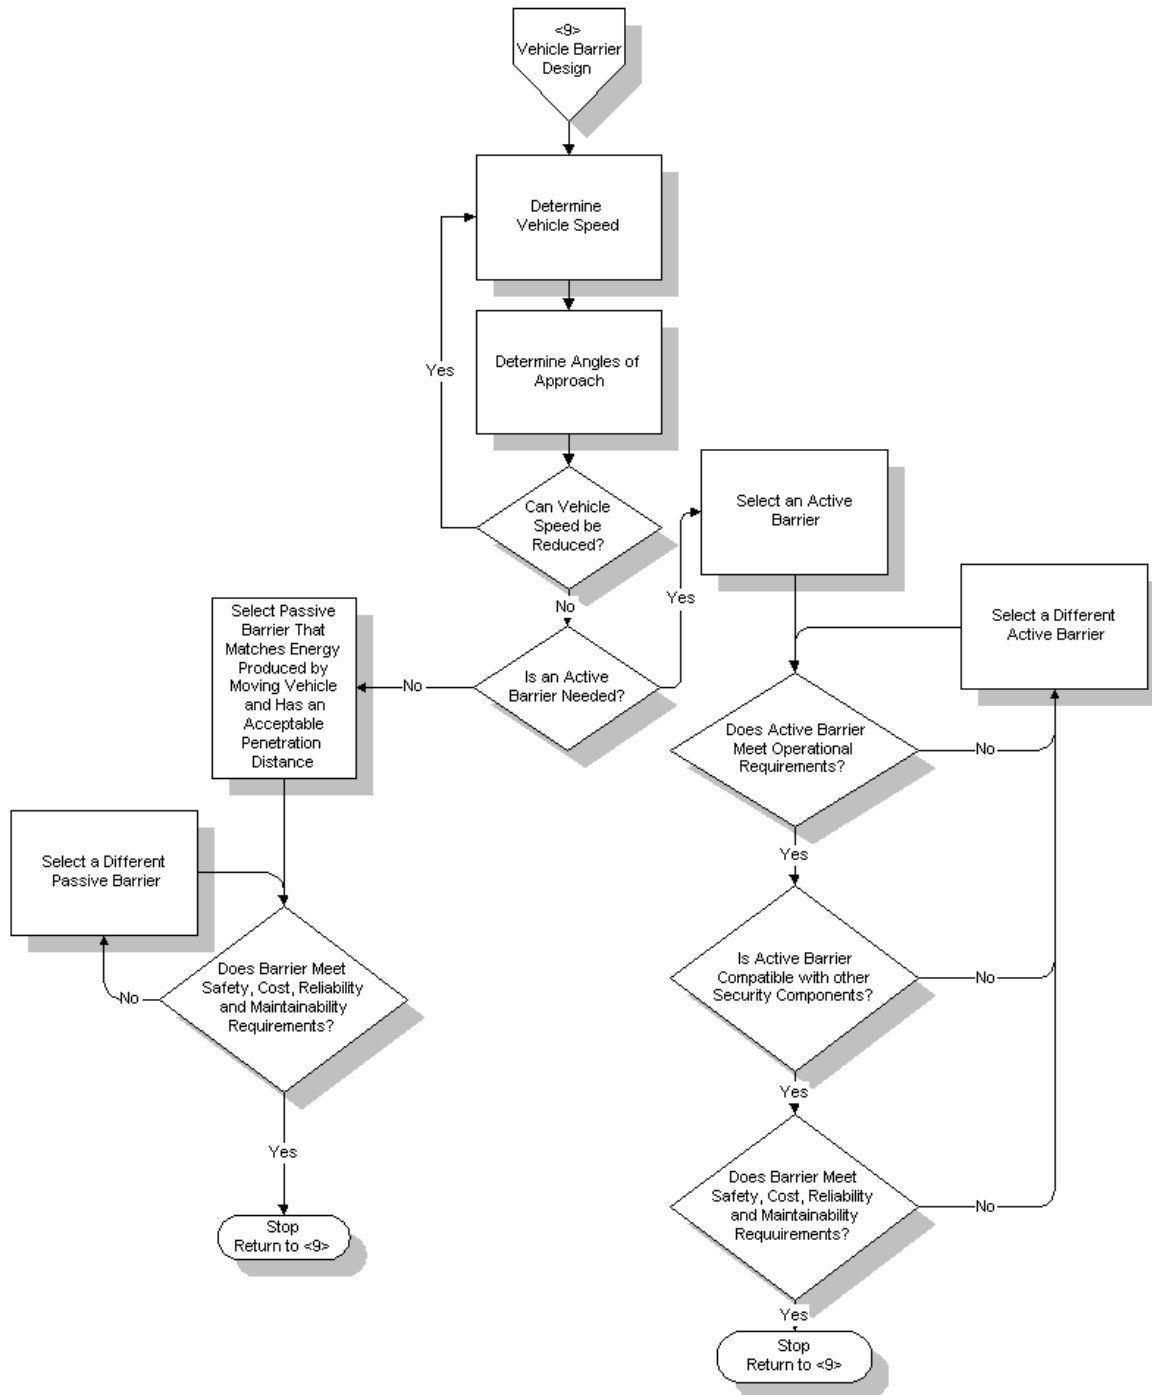 <9>
Vehicle Barrier
Design
Determine
Vehicle Speed
Determine Angles of
Approach
Yes
Can Vehicle
Speed be
Reduced?
No
Is an Active
Barrier Needed?
Yes
No
Select an Active
Barrier
Select a Different
Active Barrier
Select Passive
Barrier That
Matches Energy
Produced by
Moving Vehicle
and Has an
Acceptable
Penetration
Distance
Does Active Barrier
Meet Operational
Requirements?
No
Yes
Select a Different
Passive Barrier
Is Active Barrier
Compatible with other
Security Components?
No
Yes
Does Barrier Meet
Safety, Cost, Reliability
and Maintainability
Requirements?
No
Yes
Stop
Return to <9>
Does Barrier Meet
Safety, Cost, Reliability
and Maintainability
Requuirements?
No
Yes
Stop
Return to <9>